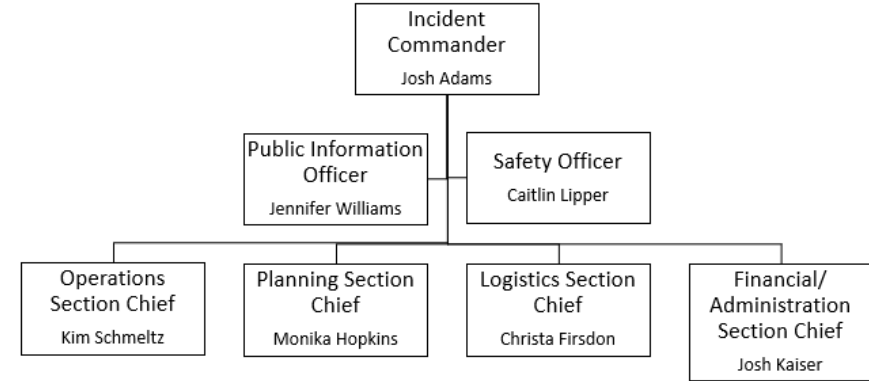 Incident
Commander
Josh Adams
Public Information
Officer
Jennifer Williams
Safety Officer
Caitlin Lipper
Operations
Section Chief
Kim Schmeltz
Planning Section
Chief
Monika Hopkins
Logistics Section
Chief
Christa Firsdon
Financial/
Administration
Section Chief
Josh Kaiser